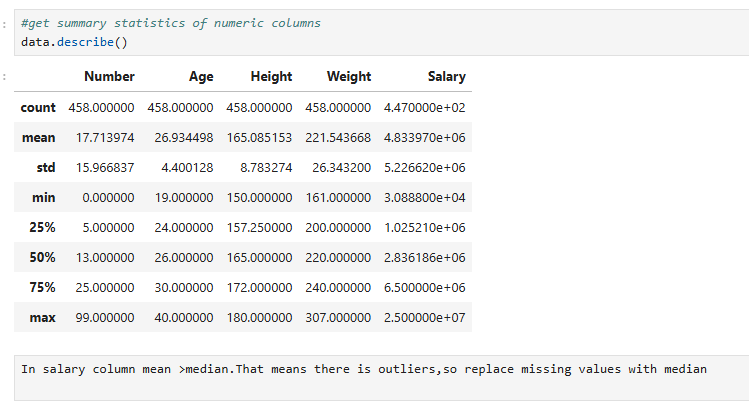 #get summary statistics of numeric columns
data.describe()
Number Age Height Weight Salary
count 458.000000 458.000000 458.000000 458.000000 4.470000e+02
mean 17.713974 26.934498 165.085153 221.543668 4.833970e+06
std 15.966837 4.400128 8.783274 26.343200 5.226620e+06
min 0.000000 19.000000 150.000000 161.000000 3.088800e+04
25% 5.000000 24.000000 157.250000 200.000000 1.025210e+06
50% 13.000000 26.000000 165.000000 220.000000 2.836186e+06
75% 25.000000 30.000000 172.000000 240.000000 6.500000e+06
max 99.000000 40.000000 180.000000 307.000000 2.500000e+07
In salary column mean >median.That means there is outliers,so replace missing values with median